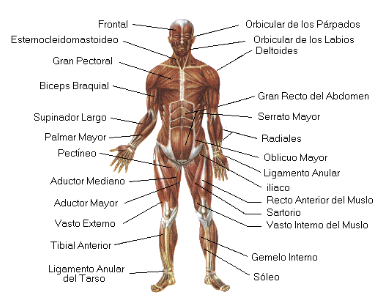 Frontal
Esternocleidomastoideo
Gran Pectoral
Biceps Braquial
Supinador Largo
Palmar Mayor
Pectíneo
Aductor Mediano
Aductor Mayor
Vasto Externo
Tibial Anterior
Ligamento Anular
del Tarso
Orbicular de los Párpados
Orbicular de los Labios
Deltoides
Gran Recto del Abdomen
Serrato Mayor
Radiales
Oblicuo Mayor
Ligamento Anular
iliaco
Recto Anterior del Muslo
Sartorio
Vasto Interno del Muslo
Gemelo Interno
Sóleo